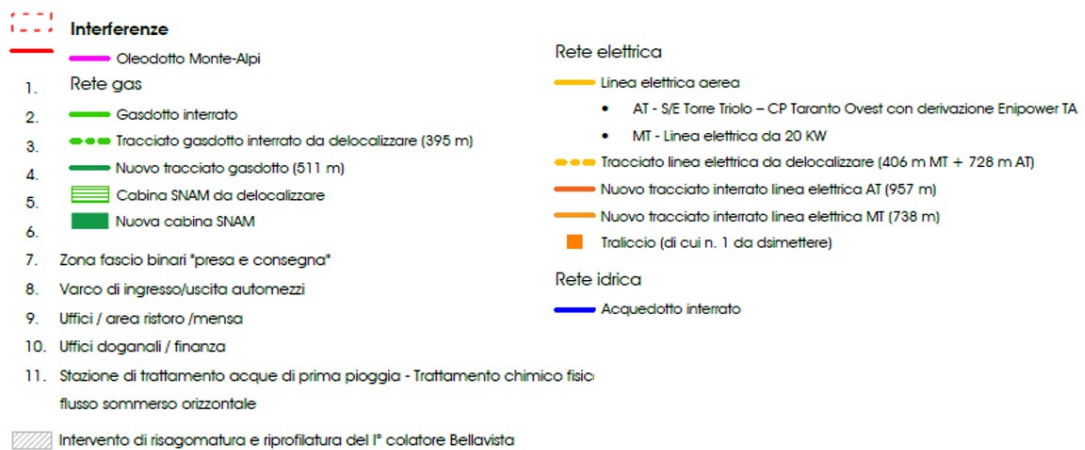 Interferenze
Oleodotto Monte-Alpi
1. Rete gas
2. Gasdotto interrato
3. Tracciato gasdotto interrato da delocalizzare (395 m)
4. Nuovo tracciato gasdotto (511 m)
5. Cabina SNAM da delocalizzare
6. Nuova cabina SNAM
7. Zona fascio binari "presa e consegna"
8. Varco di ingresso/uscita automezzi
9. Uffici / area ristoro /mensa
10. Uffici doganali / finanza
11. Stazione di trattamento acque di prima pioggia - Trattamento chimico fisic
flusso sommerso orizzontale
Intervento di risagomatura e riprofilatura del I° colatore Bellavista
Rete elettrica
Linea elettrica aerea
• AT - S/E Torre Triolo – CP Taranto Ovest con derivazione Enipower TA
• MT - Linea elettrica da 20 KW
Tracciato linea elettrica da delocalizzare (406 m MT + 728 m AT)
Nuovo tracciato interrato linea elettrica AT (957 m)
Nuovo tracciato interrato linea elettrica MT (738 m)
Traliccio (di cui n. 1 da dsimettere)
Rete idrica
Acquedotto interrato